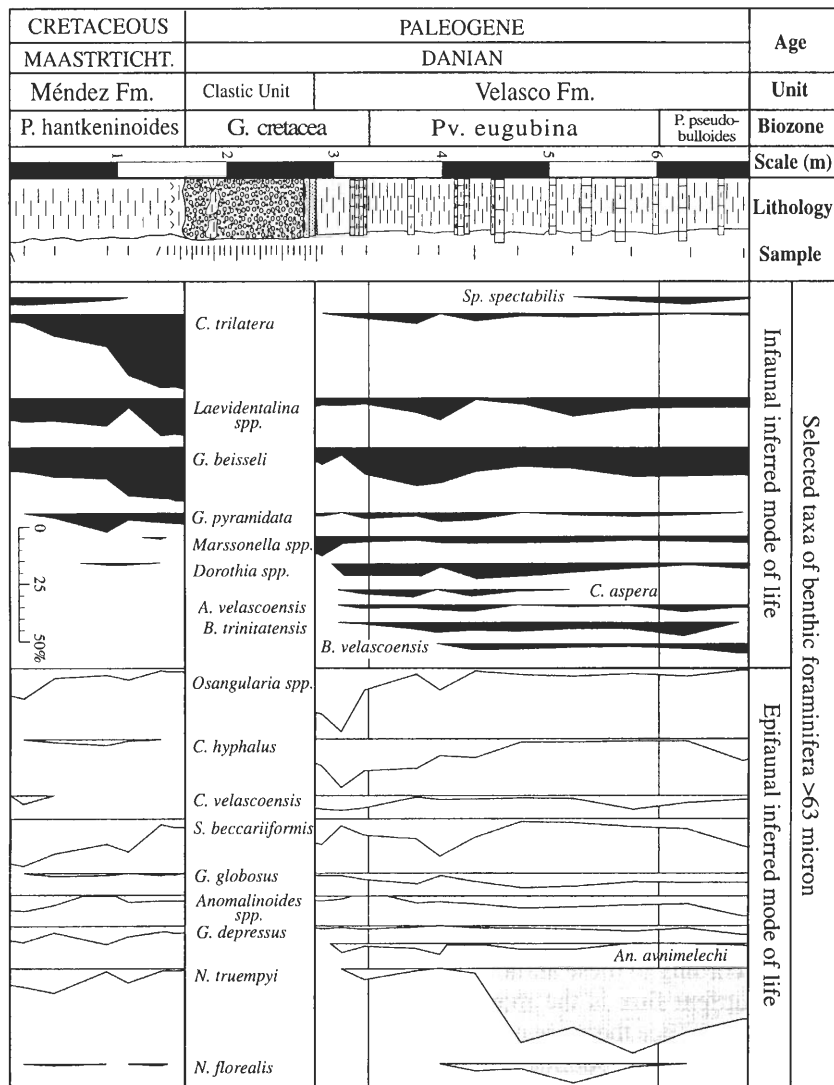 CRETACEOUS PALEOGENE Age
MAASTRTICHT. DANIAN
Méndez Fm. Clastic Unit Velasco Fm. Unit
P. hantkeninoides G. cretacea Pv. eugubina P. pseudo-
bulloides Biozone
1 2 3 4 5 6 Scale (m)
Lithology
Sample
Sp. spectabilis
C. trilatera
Laevidentalina
spp.
G. beisseli
G. pyramidata
Marssonella spp.
Dorothia spp.
C. aspera
A. velascoensis
B. trinitatensis
B. velascoensis
0
25
50%
Osangularia spp.
C. hyphalus
C. velascoensis
S. beccariiformis
G. globosus
Anomalinoides
spp.
G. depressus
An. avnimelechi
N. truempyi
N. florealis
Infaunal inferred mode of life
Epifaunal inferred mode of life
Selected taxa of benthic foraminifera >63 micron